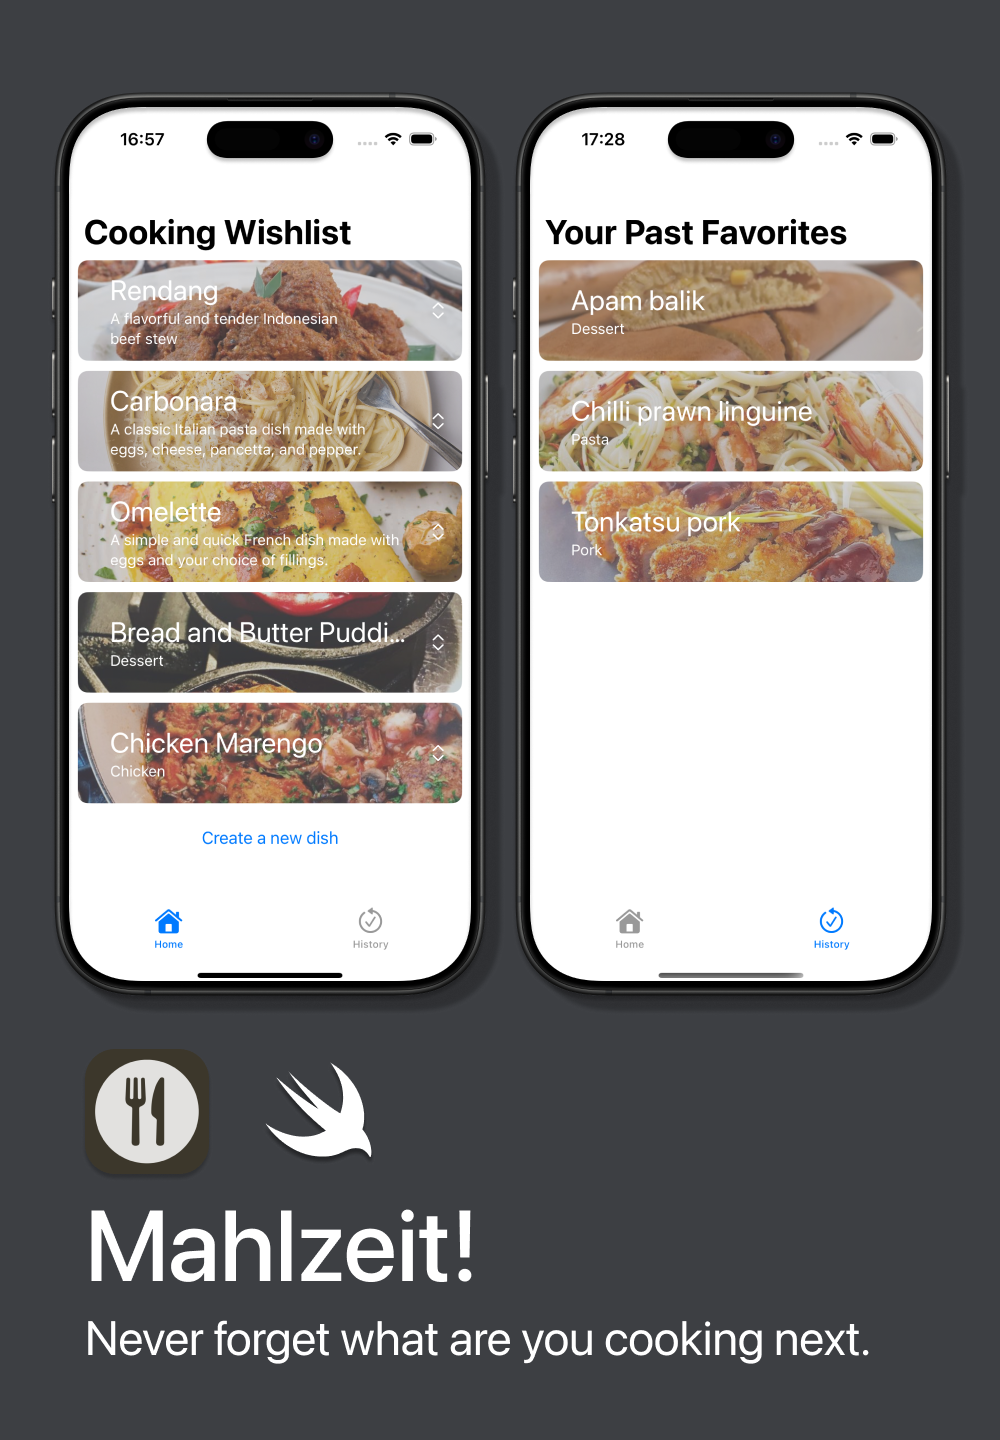 16:57
Cooking Wishlist
Rendang
A flavorful and tender Indonesian
beef stew
Carbonara
A classic Italian pasta dish made with
eggs, cheese, pancetta, and pepper.
Omelette
A simple and quick French dish made with
eggs and your choice of fillings.
Bread and Butter Puddi...
Dessert
Chicken Marengo
Chicken
Create a new dish
Home
History
17:28
Your Past Favorites
Apam balik
Dessert
Chilli prawn linguine
Pasta
Tonkatsu pork
Pork
Home
History
Mahlzeit!
Never forget what are you cooking next.